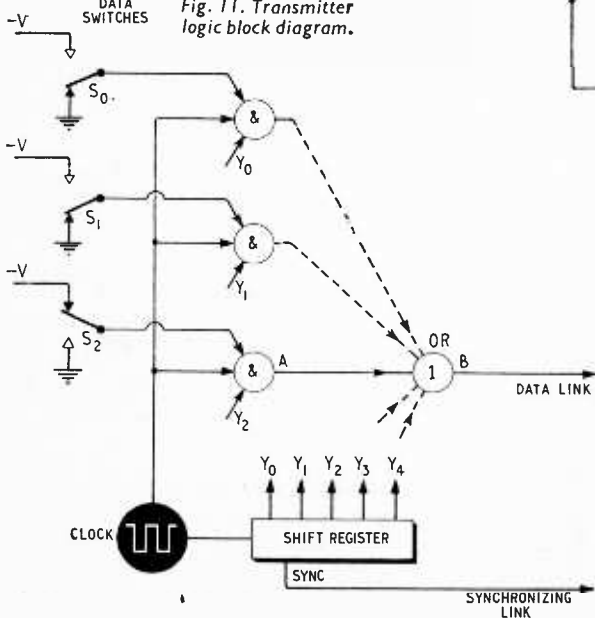 DATA
SWITCHES
Fig. 11. Transmitter
logic block diagram.
-V
S0.
&
Y0
-V
S1
&
Y1
-V
S2
&
A
Y2
OR
1
B
DATA LINK
Y0 Y1 Y2 Y3 Y4
CLOCK
SHIFT REGISTER
SYNC
SYNCHRONIZING
LINK